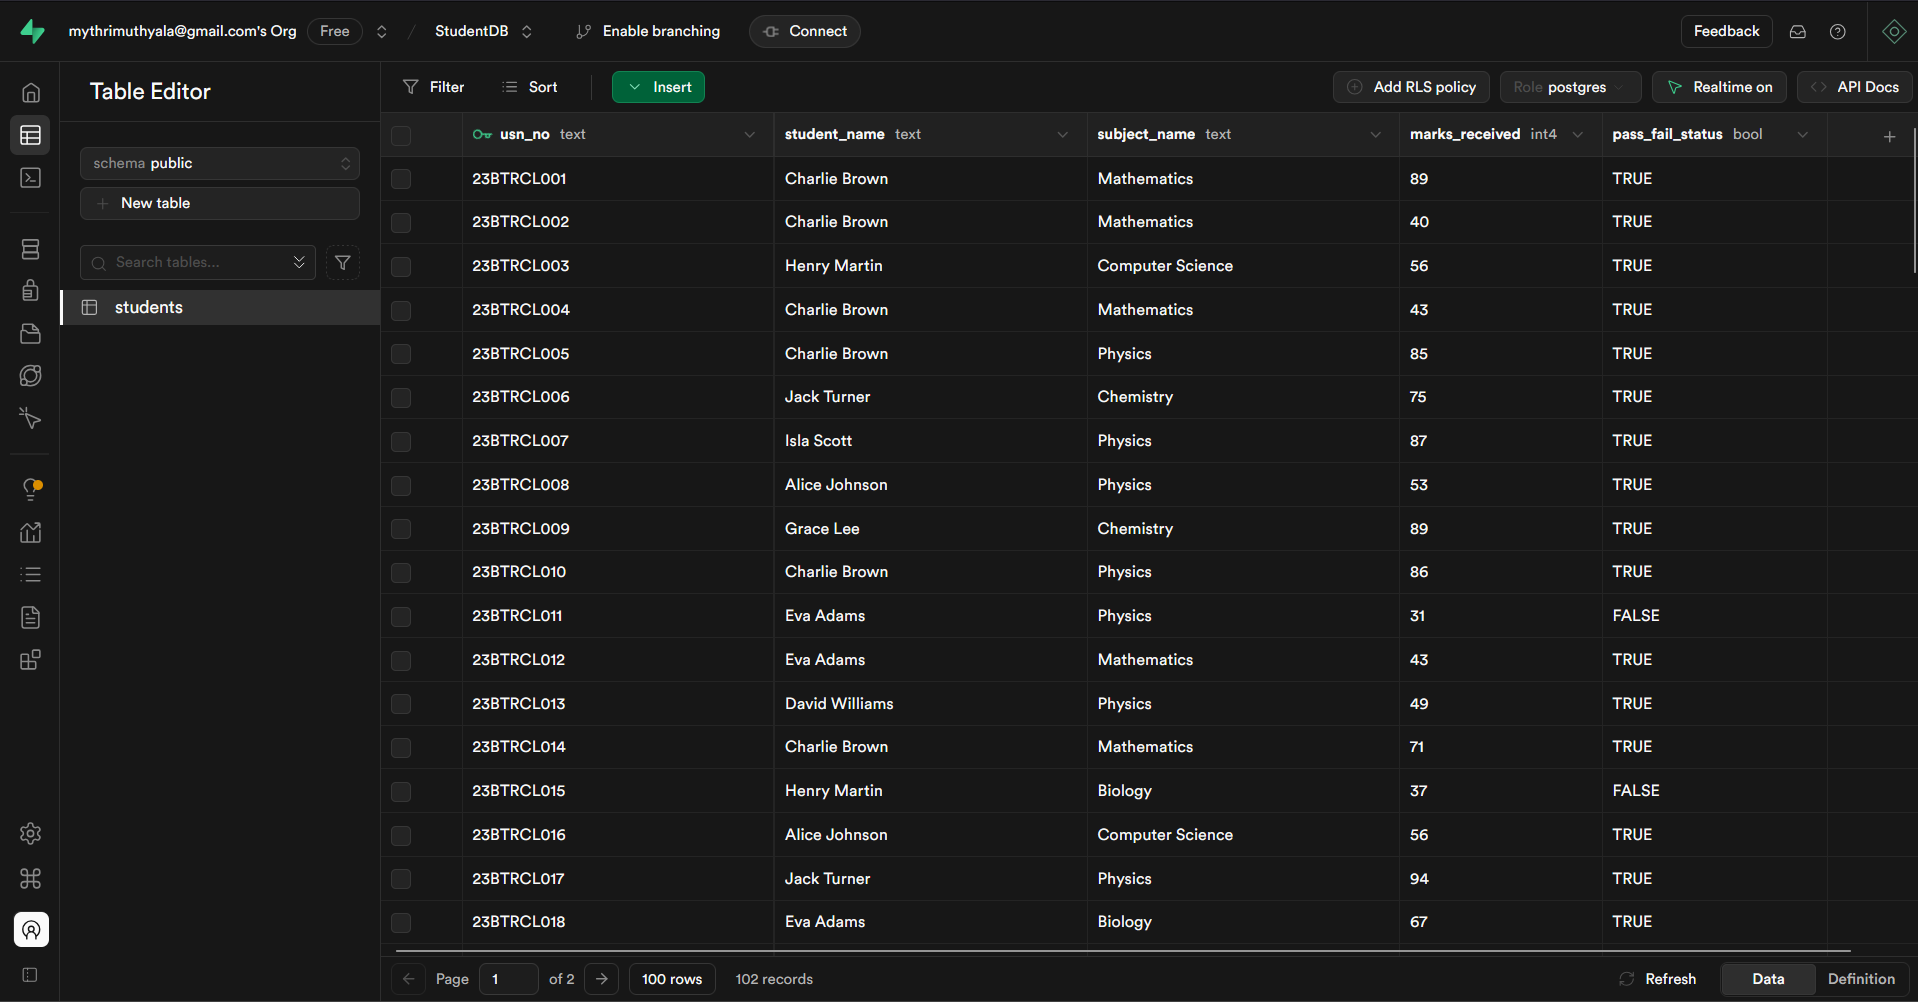 mythrimuthyala@gmail.com's Org Free / StudentDB Enable branching Connect Feedback
Table Editor
schema public
New table
Search tables...
students
Filter Sort Insert Add RLS policy Role postgres Realtime on API Docs
usn_no text student_name text subject_name text marks_received int4 pass_fail_status bool
23BTRCL001 Charlie Brown Mathematics 89 TRUE
23BTRCL002 Charlie Brown Mathematics 40 TRUE
23BTRCL003 Henry Martin Computer Science 56 TRUE
23BTRCL004 Charlie Brown Mathematics 43 TRUE
23BTRCL005 Charlie Brown Physics 85 TRUE
23BTRCL006 Jack Turner Chemistry 75 TRUE
23BTRCL007 Isla Scott Physics 87 TRUE
23BTRCL008 Alice Johnson Physics 53 TRUE
23BTRCL009 Grace Lee Chemistry 89 TRUE
23BTRCL010 Charlie Brown Physics 86 TRUE
23BTRCL011 Eva Adams Physics 31 FALSE
23BTRCL012 Eva Adams Mathematics 43 TRUE
23BTRCL013 David Williams Physics 49 TRUE
23BTRCL014 Charlie Brown Mathematics 71 TRUE
23BTRCL015 Henry Martin Biology 37 FALSE
23BTRCL016 Alice Johnson Computer Science 56 TRUE
23BTRCL017 Jack Turner Physics 94 TRUE
23BTRCL018 Eva Adams Biology 67 TRUE
Page 1 of 2 100 rows 102 records Refresh Data Definition